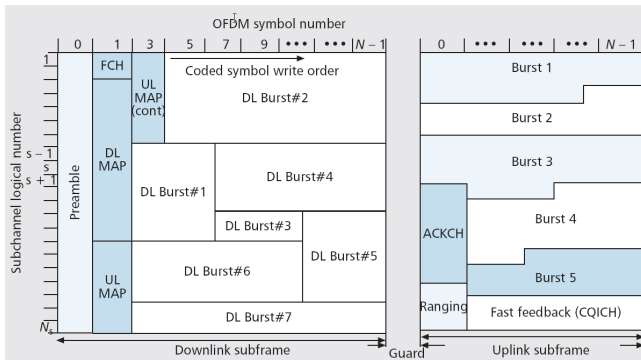 OFDM symbol number
0 1 3 5 7 9 ••• ••• N – 1
0 ••• ••• ••• N – 1
Subchannel logical number
1
s – 1
s
s + 1
Ns
Preamble
FCH
DL
MAP
UL
MAP
UL
MAP
(cont)
Coded symbol write order
DL Burst#2
DL Burst#1
DL Burst#4
DL Burst#3
DL Burst#5
DL Burst#6
DL Burst#7
Burst 1
Burst 2
Burst 3
ACKCH
Burst 4
Burst 5
Ranging
Fast feedback (CQICH)
Downlink subframe
Guard
Uplink subframe